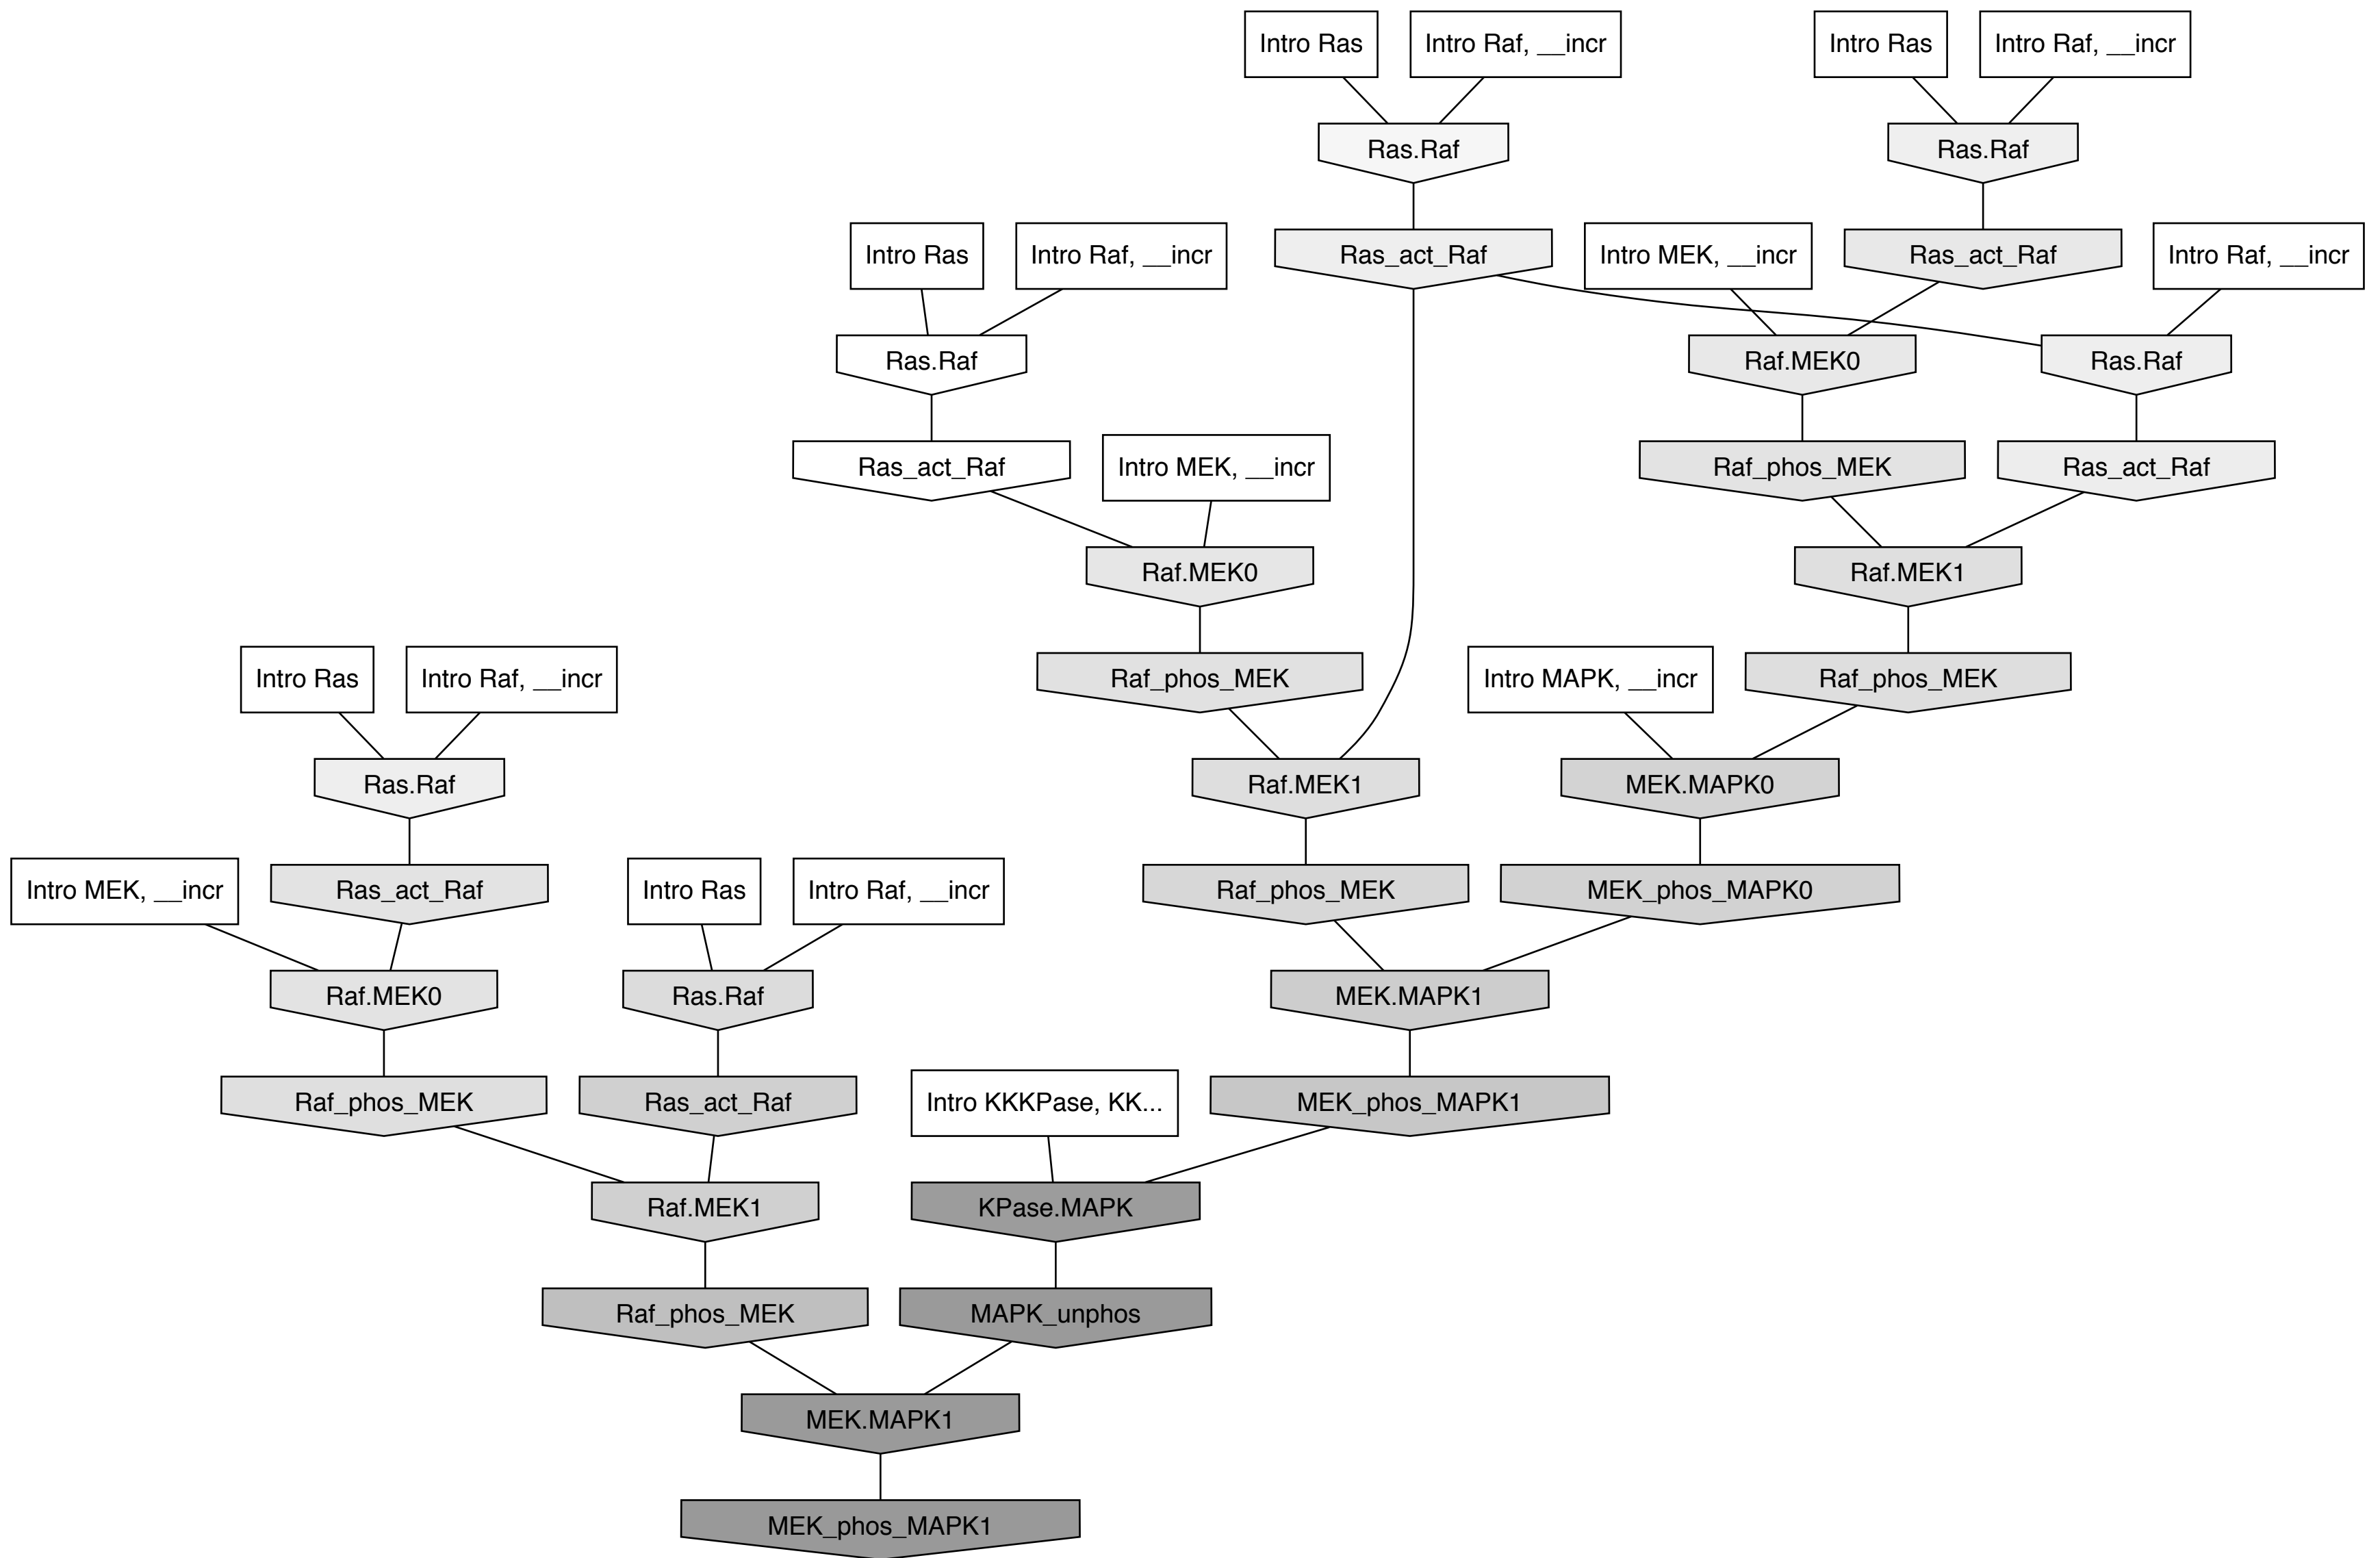 Intro Ras
Intro Raf, __incr
Intro Ras
Intro Raf, __incr
Ras.Raf
Ras.Raf
Intro Ras
Intro Raf, __incr
Ras_act_Raf
Intro MEK, __incr
Ras_act_Raf
Intro Raf, __incr
Ras.Raf
Raf.MEK0
Ras.Raf
Ras_act_Raf
Intro MEK, __incr
Raf_phos_MEK
Ras_act_Raf
Raf.MEK0
Raf.MEK1
Intro Ras
Intro Raf, __incr
Raf_phos_MEK
Intro MAPK, __incr
Raf_phos_MEK
Ras.Raf
Raf.MEK1
MEK.MAPK0
Intro MEK, __incr
Ras_act_Raf
Intro Ras
Intro Raf, __incr
Raf_phos_MEK
MEK_phos_MAPK0
Raf.MEK0
Ras.Raf
MEK.MAPK1
Raf_phos_MEK
Ras_act_Raf
Intro KKKPase, KK...
MEK_phos_MAPK1
Raf.MEK1
KPase.MAPK
Raf_phos_MEK
MAPK_unphos
MEK.MAPK1
MEK_phos_MAPK1